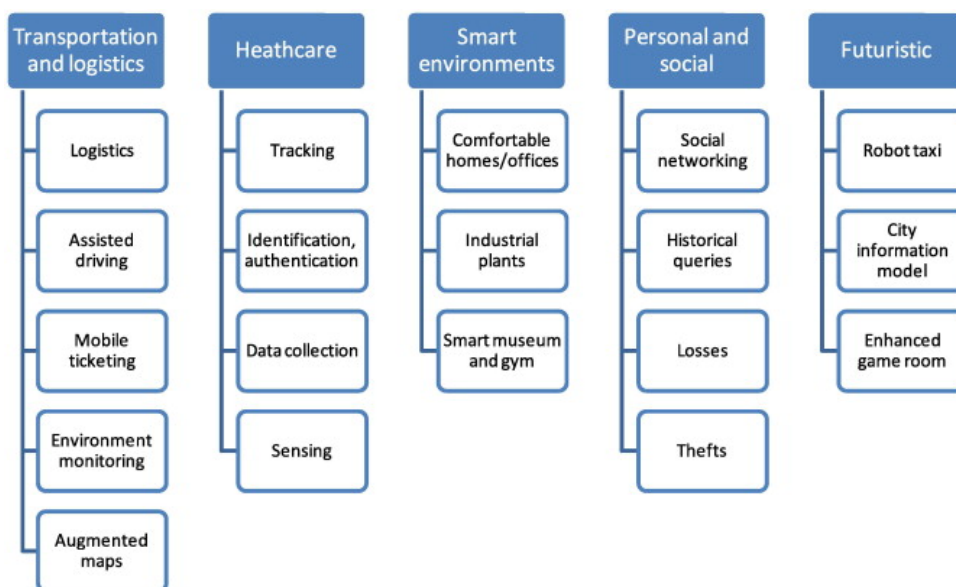 Transportation
and logistics
Logistics
Assisted
driving
Mobile
ticketing
Environment
monitoring
Augmented
maps
Heathcare
Tracking
Identification,
authentication
Data collection
Sensing
Smart
environments
Comfortable
homes/offices
Industrial
plants
Smart museum
and gym
Personal and
social
Social
networking
Historical
queries
Losses
Thefts
Futuristic
Robot taxi
City
information
model
Enhanced
game room